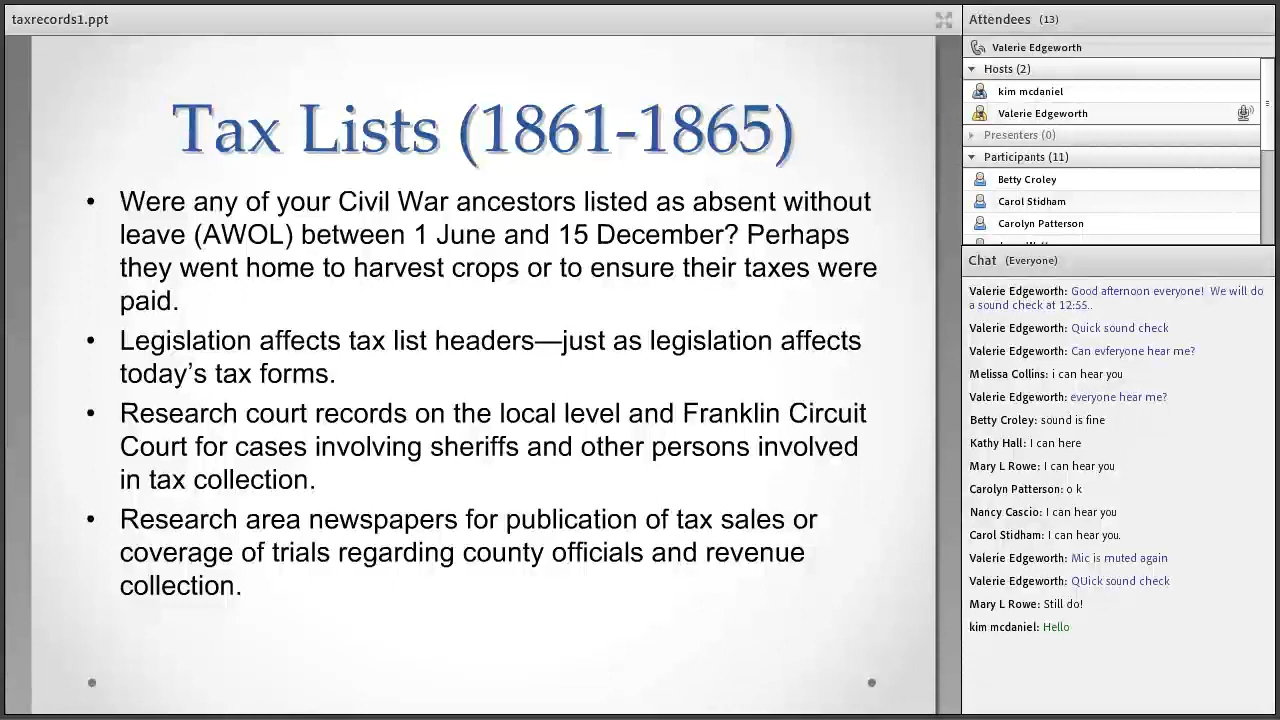 taxrecords1.ppt
Tax Lists (1861-1865)
• Were any of your Civil War ancestors listed as absent without
leave (AWOL) between 1 June and 15 December? Perhaps
they went home to harvest crops or to ensure their taxes were
paid.
• Legislation affects tax list headers—just as legislation affects
today’s tax forms.
• Research court records on the local level and Franklin Circuit
Court for cases involving sheriffs and other persons involved
in tax collection.
• Research area newspapers for publication of tax sales or
coverage of trials regarding county officials and revenue
collection.
Attendees (13)
Valerie Edgeworth
Hosts (2)
kim mcdaniel
Valerie Edgeworth
Presenters (0)
Participants (11)
Betty Croley
Carol Stidham
Carolyn Patterson
Chat (Everyone)
Valerie Edgeworth: Good afternoon everyone! We will do
a sound check at 12:55.
Valerie Edgeworth: Quick sound check
Valerie Edgeworth: Can evferyone hear me?
Melissa Collins: i can hear you
Valerie Edgeworth: everyone hear me?
Betty Croley: sound is fine
Kathy Hall: I can here
Mary L Rowe: I can hear you
Carolyn Patterson: o k
Nancy Cascio: I can hear you
Carol Stidham: I can hear you.
Valerie Edgeworth: Mic is muted again
Valerie Edgeworth: QUick sound check
Mary L Rowe: Still do!
kim mcdaniel: Hello